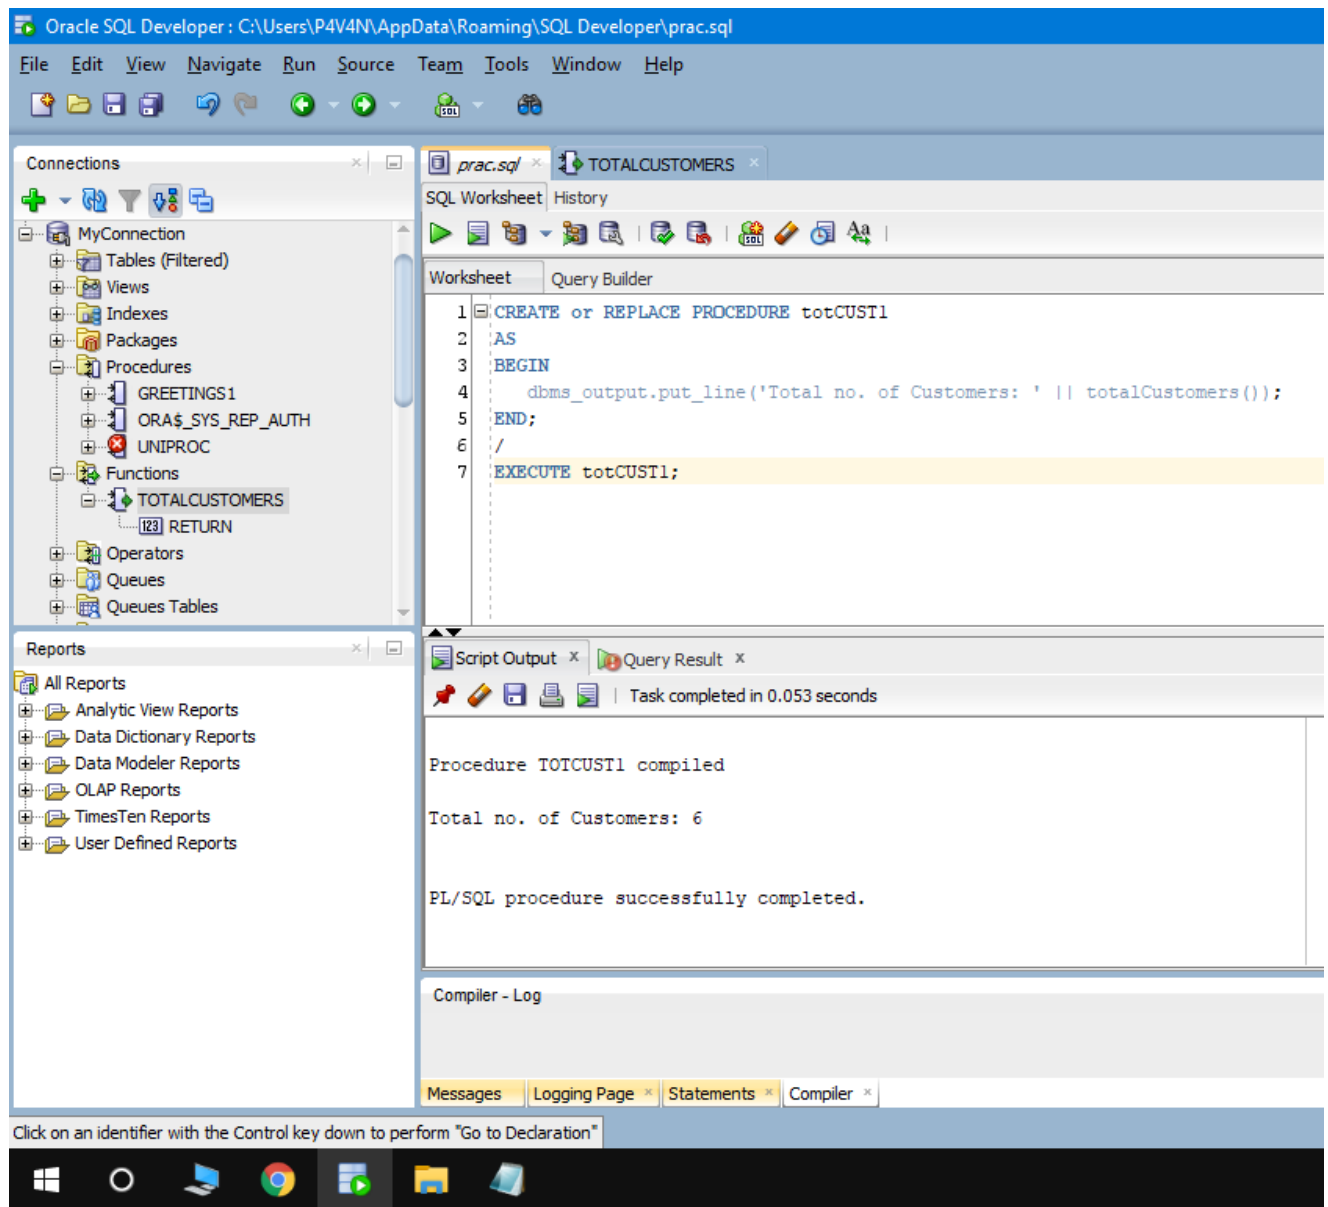 Oracle SQL Developer : C:\Users\P4V4N\AppData\Roaming\SQL Developer\prac.sql
File Edit View Navigate Run Source Team Tools Window Help
SQL
Connections
MyConnection
Tables (Filtered)
Views
Indexes
Packages
Procedures
GREETINGS1
ORA$_SYS_REP_AUTH
UNIPROC
Functions
TOTALCUSTOMERS
123 RETURN
Operators
Queues
Queues Tables
Reports
All Reports
Analytic View Reports
Data Dictionary Reports
Data Modeler Reports
OLAP Reports
TimesTen Reports
User Defined Reports
prac.sql TOTALCUSTOMERS
SQL Worksheet History
SQL Aa
Worksheet Query Builder
1 CREATE or REPLACE PROCEDURE totCUST1
2 AS
3 BEGIN
4 dbms_output.put_line('Total no. of Customers: ' || totalCustomers());
5 END;
6 /
7 EXECUTE totCUST1;
Script Output x Query Result x
Task completed in 0.053 seconds
Procedure TOTCUST1 compiled
Total no. of Customers: 6
PL/SQL procedure successfully completed.
Compiler - Log
Messages Logging Page Statements Compiler
Click on an identifier with the Control key down to perform "Go to Declaration"